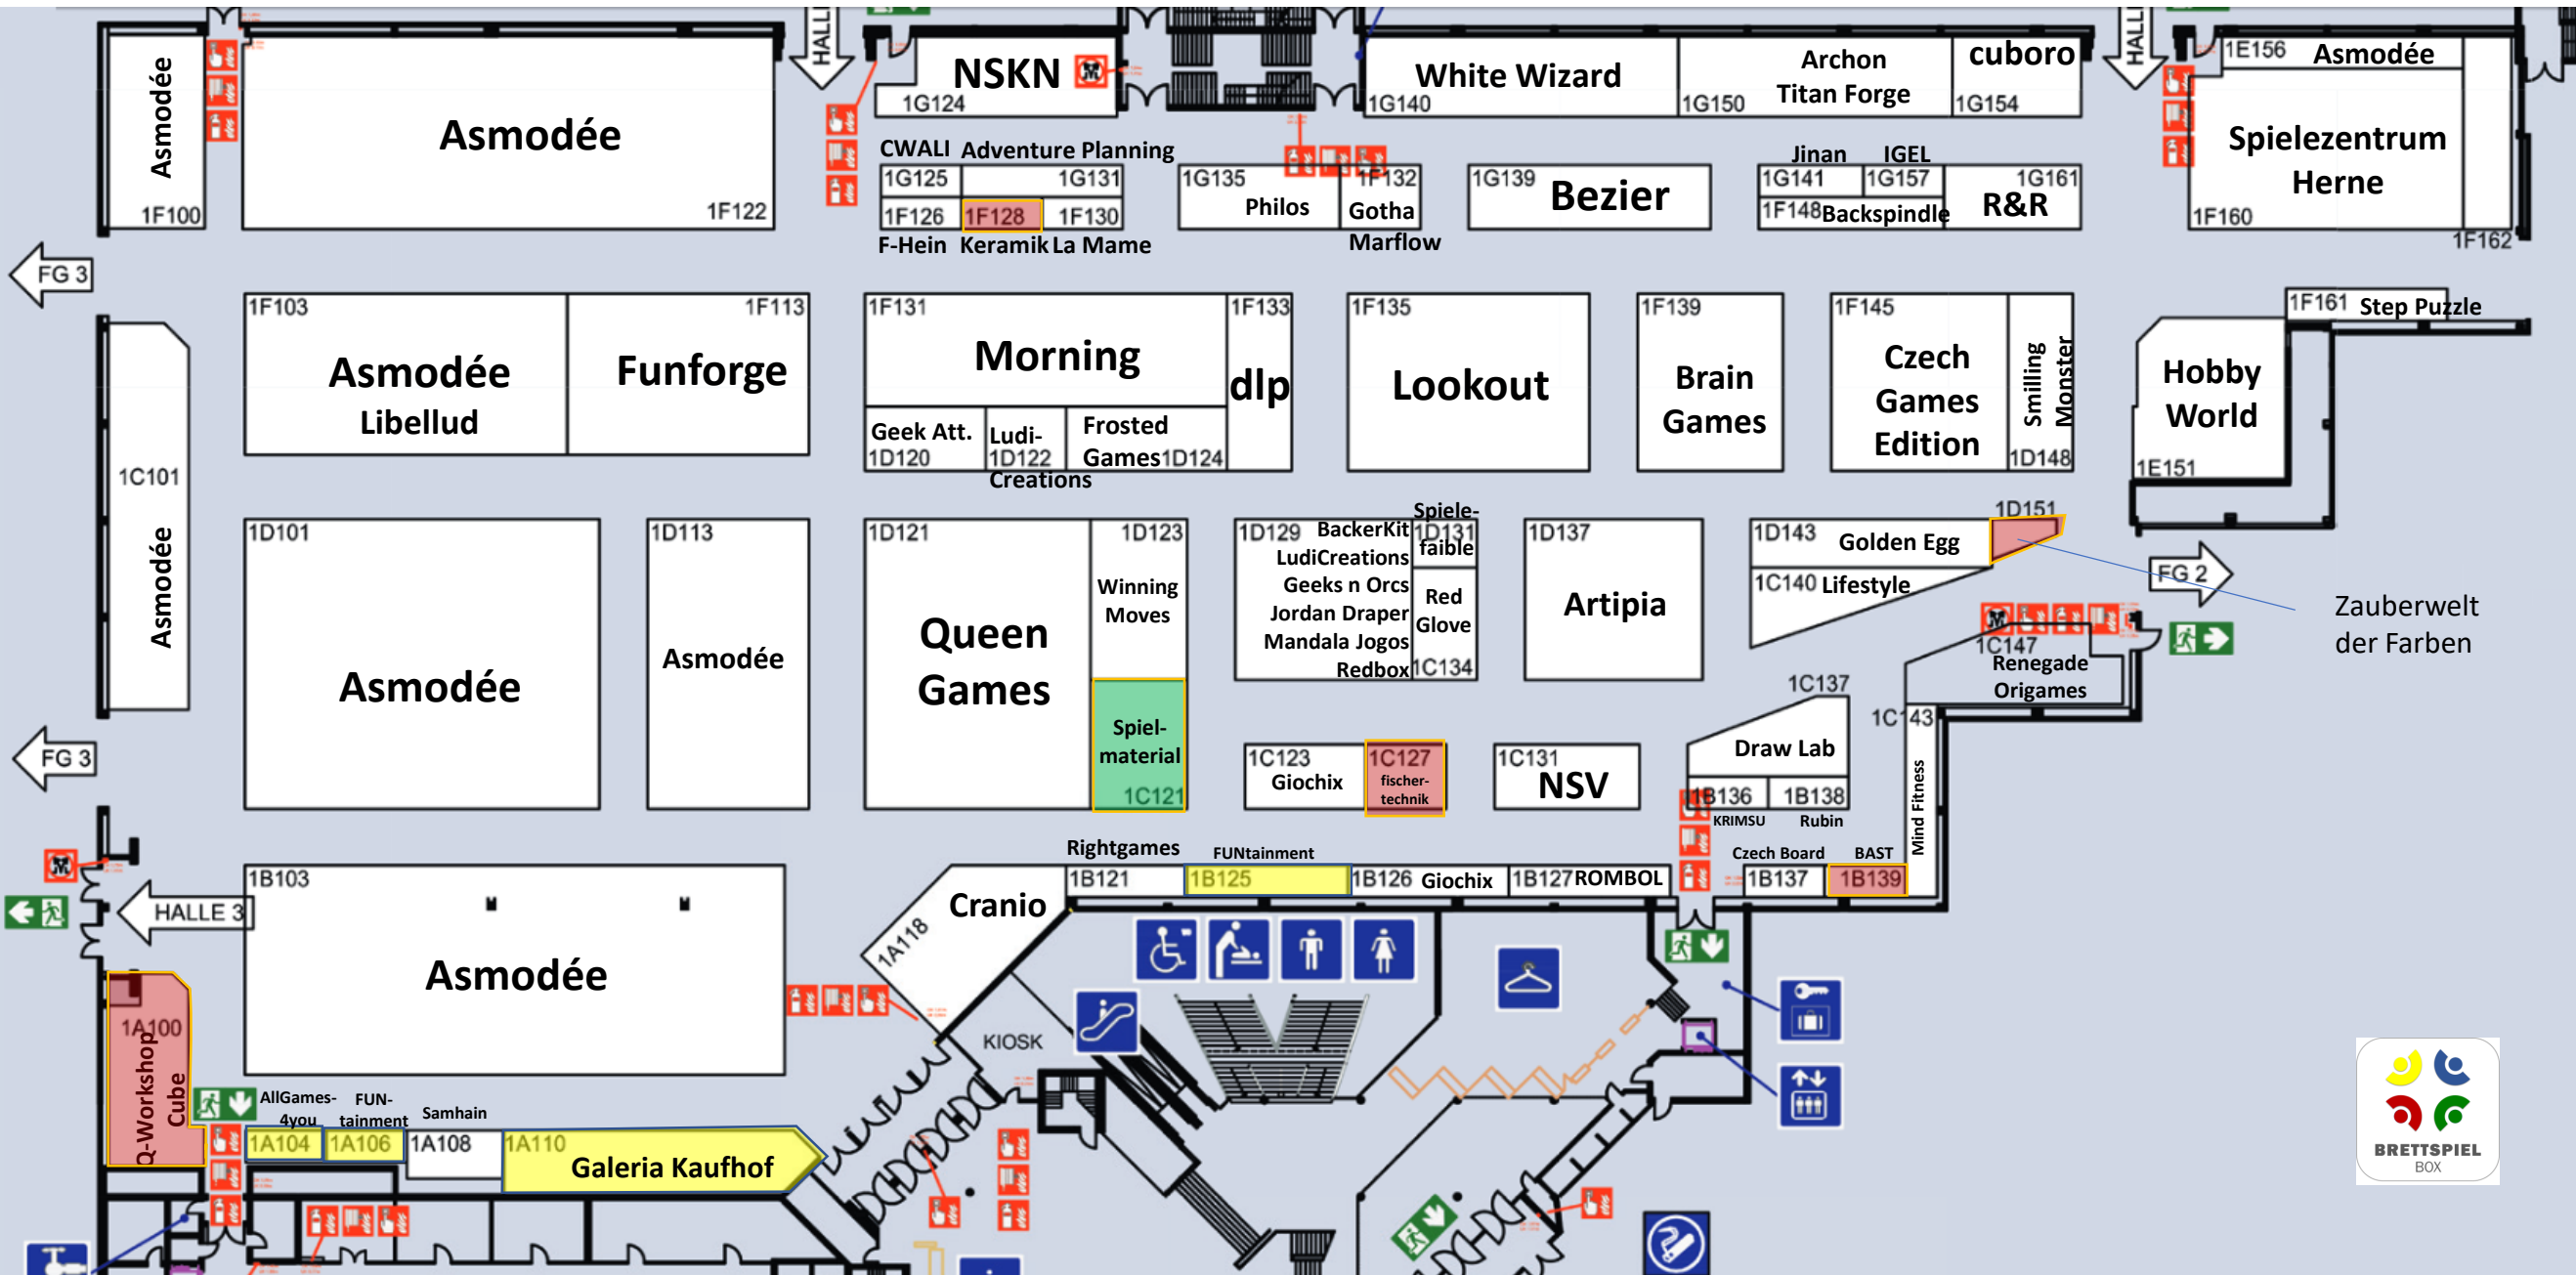 HALLE
HALLE
Asmodée
1F100
Asmodée
1F122
NSKN
1G124
White Wizard
1G140
Archon
Titan Forge
1G150
cuboro
1G154
1E156 Asmodée
Spielezentrum
Herne
1F160
1F162
CWALI Adventure Planning
1G125
1G131
1F126
1F128
1F130
F-Hein Keramik La Mame
1G135
Philos
1F132
Gotha
Marflow
1G139
Bezier
Jinan IGEL
1G141
1G157
1G161
1F148 Backspindle
R&R
FG 3
1F103
Asmodée
Libellud
1F113
Funforge
1F131
Morning
1F133
dlp
Geek Att.
1D120
Ludi-
1D122
Creations
Frosted
Games 1D124
1F135
Lookout
1F139
Brain
Games
1F145
Czech
Games
Edition
Smilling
Monster
1D148
1F161 Step Puzzle
Hobby
World
1E151
1C101
Asmodée
1D101
Asmodée
1D113
Asmodée
1D121
Queen
Games
1D123
Winning
Moves
Spiel-
material
1C121
1D129 BackerKit
LudiCreations
Geeks n Orcs
Jordan Draper
Mandala Jogos
Redbox
Spiele-
1D131
faible
Red
Glove
1C134
1D137
Artipia
1D151
1D143 Golden Egg
1C140 Lifestyle
FG 2
Zauberwelt
der Farben
1C147
Renegade
Origames
1C137
Draw Lab
1C143
Mind Fitness
FG 3
1C123
Giochix
1C127
fischer-
technik
1C131
NSV
1B136
1B138
KRIMSU
Rubin
1B103
Asmodée
HALLE 3
Cranio
1A118
Rightgames
1B121
FUNtainment
1B125
1B126 Giochix
1B127 ROMBOL
Czech Board
1B137
BAST
1B139
KIOSK
1A100
Q-Workshop
Cube
AllGames-
4you
1A104
FUN-
tainment
1A106
Samhain
1A108
1A110
Galeria Kaufhof
BRETTSPIEL
BOX